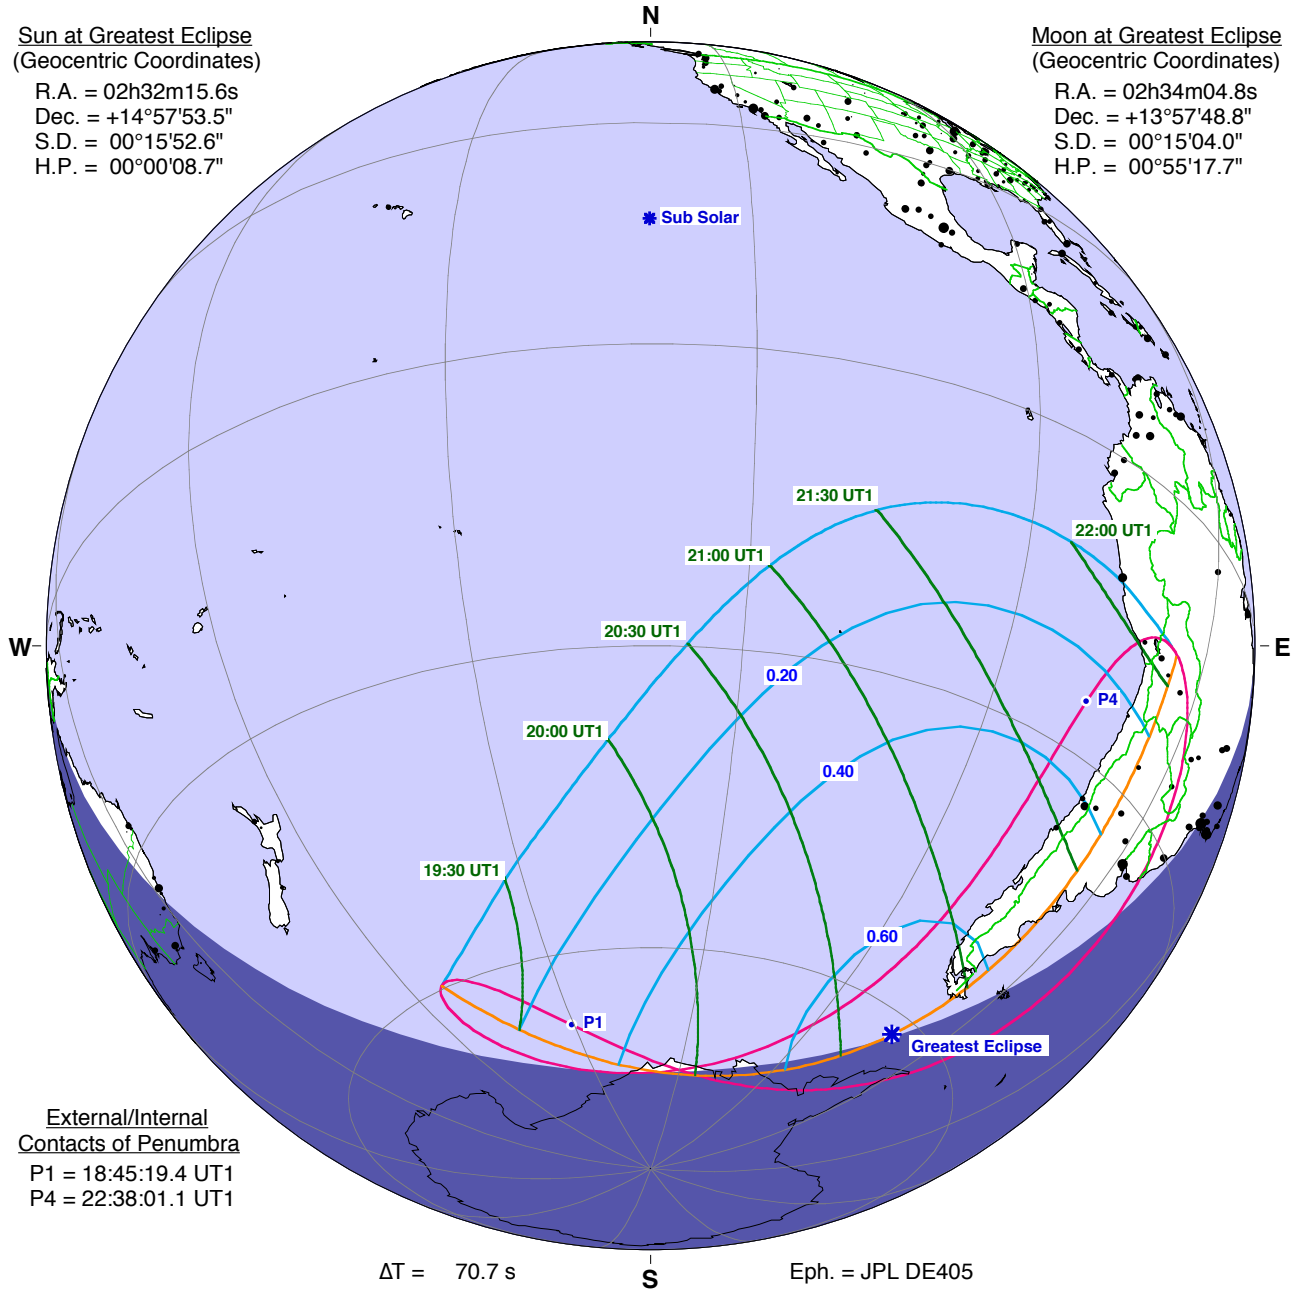 N
Sun at Greatest Eclipse
(Geocentric Coordinates)
R.A. = 02h32m15.6s
Dec. = +14°57'53.5"
S.D. = 00°15'52.6"
H.P. = 00°00'08.7"
Moon at Greatest Eclipse
(Geocentric Coordinates)
R.A. = 02h34m04.8s
Dec. = +13°57'48.8"
S.D. = 00°15'04.0"
H.P. = 00°55'17.7"
Sub Solar
21:30 UT1
22:00 UT1
21:00 UT1
20:30 UT1
W
E
0.20
P4
20:00 UT1
0.40
19:30 UT1
0.60
P1
Greatest Eclipse
External/Internal
Contacts of Penumbra
P1 = 18:45:19.4 UT1
P4 = 22:38:01.1 UT1
ΔT = 70.7 s
S
Eph. = JPL DE405